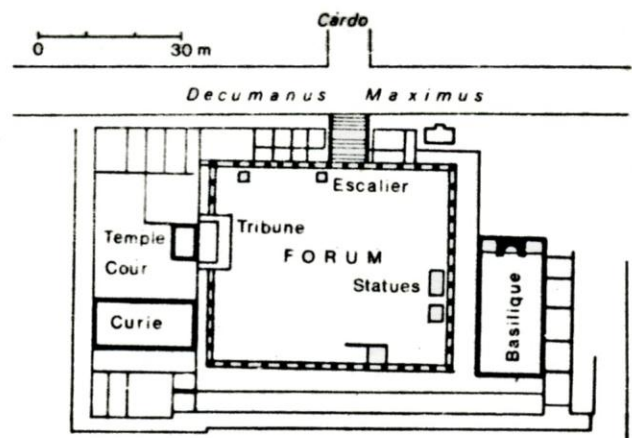 Cardo
0 30 m
Decumanus Maximus
Escalier
Tribune
Temple
FORUM
Cour
Statues
Curie
Basilique